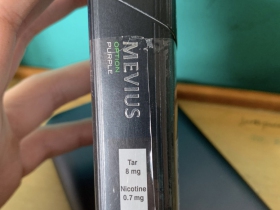 MEVIUS
OPTION
PURPLE
Tar
8 mg
Nicotine
0.7 mg